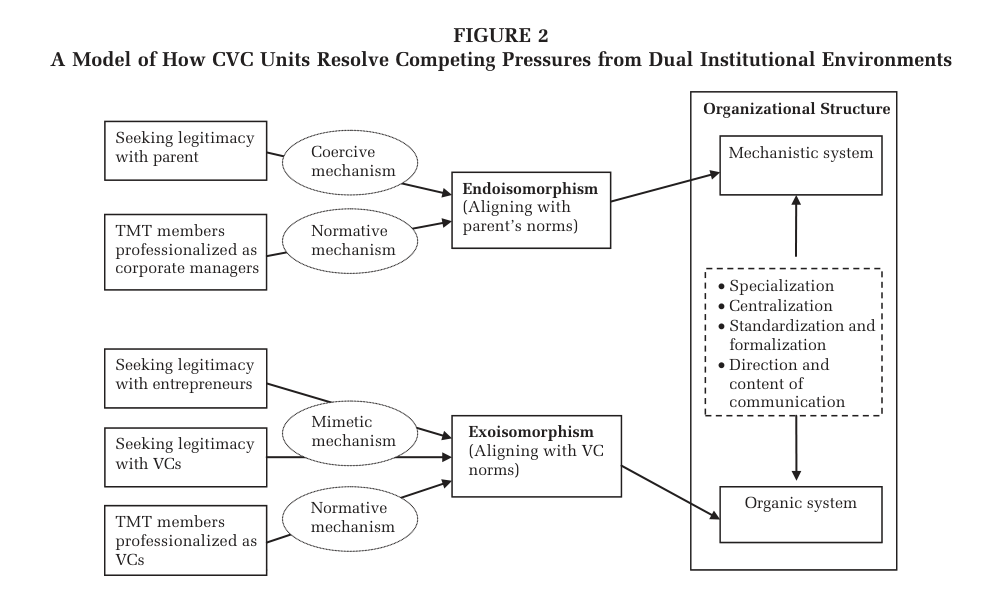 FIGURE 2
A Model of How CVC Units Resolve Competing Pressures from Dual Institutional Environments
Seeking legitimacy
with parent
Coercive
mechanism
TMT members
professionalized as
corporate managers
Normative
mechanism
Endoisomorphism
(Aligning with
parent's norms)
Seeking legitimacy
with entrepreneurs
Mimetic
mechanism
Seeking legitimacy
with VCs
TMT members
professionalized as
VCs
Normative
mechanism
Exoisomorphism
(Aligning with VC
norms)
Organizational Structure
Mechanistic system
• Specialization
• Centralization
• Standardization and
formalization
• Direction and
content of
communication
Organic system